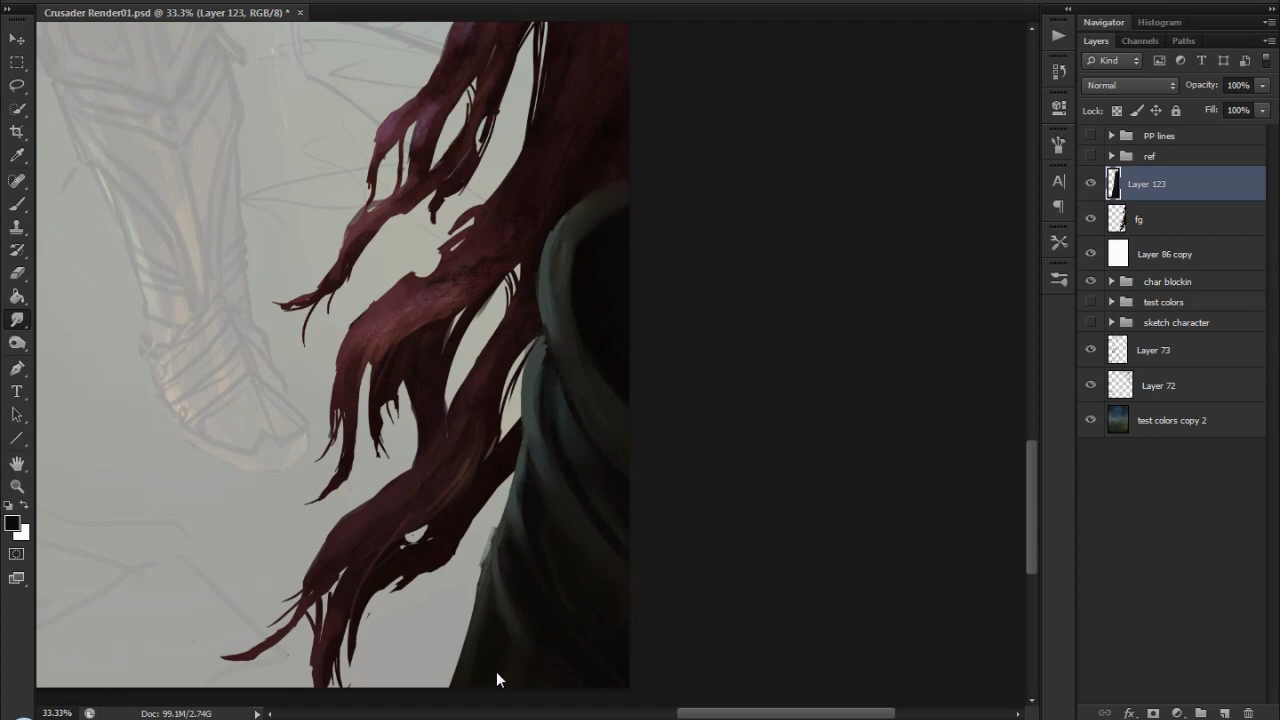 Crusader Render01.psd @ 33.3% (Layer 123, RGB/8) * ×
Navigator Histogram
Layers Channels Paths
Kind
Normal Opacity: 100%
Lock: Fill: 100%
PP lines
ref
Layer 123
fg
Layer 86 copy
char blockin
test colors
sketch character
Layer 73
Layer 72
test colors copy 2
33.33% Doc: 99.1M/2.74G